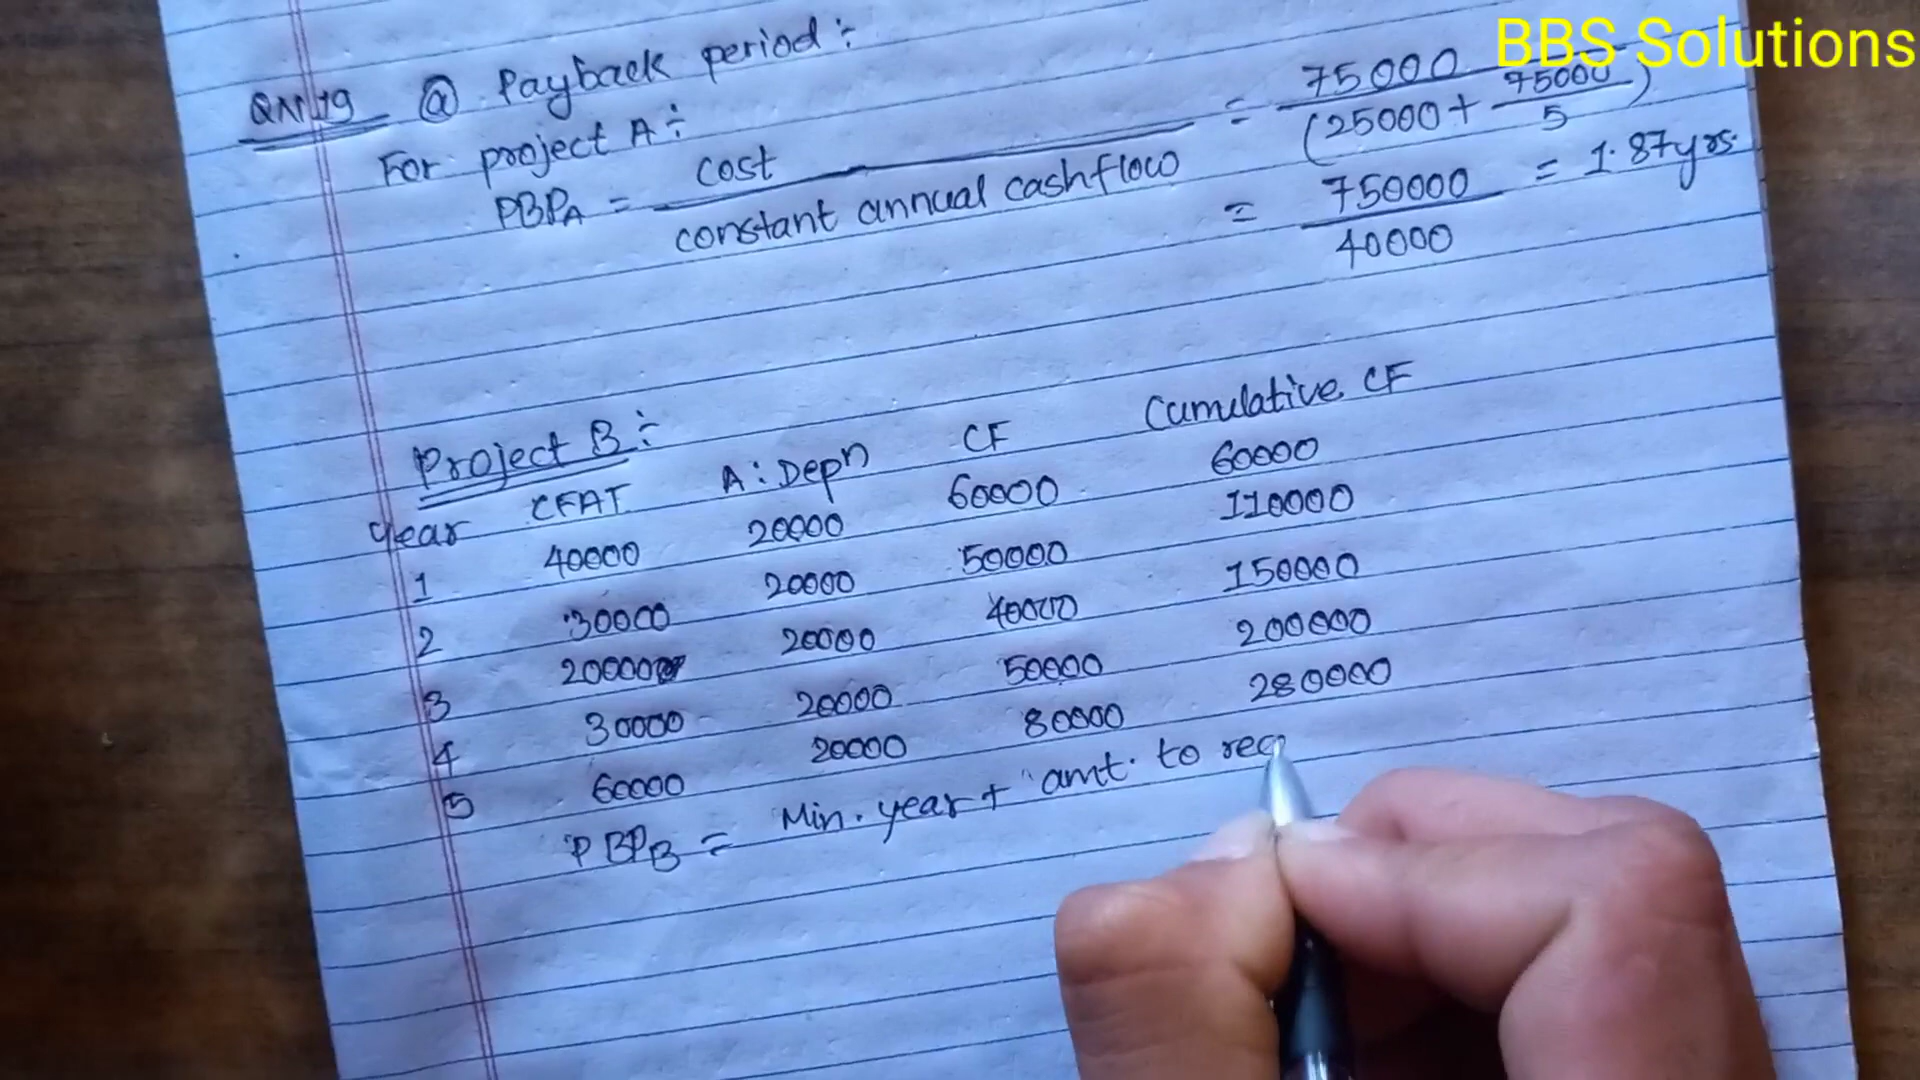 BBS Solutions
QN 19 @ Payback period ÷
For project A ÷
PBPA = cost / constant annual cashflow = 75000 / (25000 + 75000/5)
= 750000 / 40000 = 1.87yrs.
Project B ÷
Year CFAT A:Depn CF Cumulative CF
1 40000 20000 60000 60000
2 30000 20000 50000 110000
3 20000 20000 40000 150000
4 30000 20000 50000 200000
5 60000 20000 80000 280000
PBPB = Min. year + amt. to rec